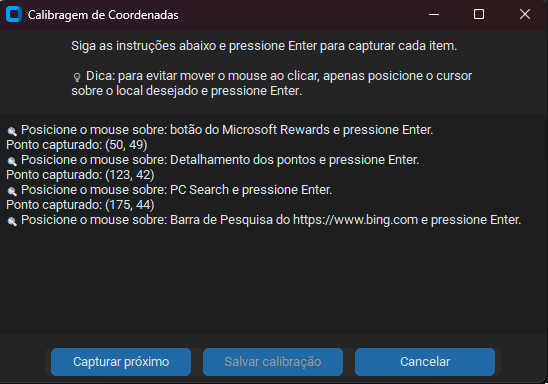 Calibragem de Coordenadas
Siga as instruções abaixo e pressione Enter para capturar cada item.
💡 Dica: para evitar mover o mouse ao clicar, apenas posicione o cursor
sobre o local desejado e pressione Enter.
🔍 Posicione o mouse sobre: botão do Microsoft Rewards e pressione Enter.
Ponto capturado: (50, 49)
🔍 Posicione o mouse sobre: Detalhamento dos pontos e pressione Enter.
Ponto capturado: (123, 42)
🔍 Posicione o mouse sobre: PC Search e pressione Enter.
Ponto capturado: (175, 44)
🔍 Posicione o mouse sobre: Barra de Pesquisa do https://www.bing.com e pressione Enter.
Capturar próximo
Salvar calibração
Cancelar